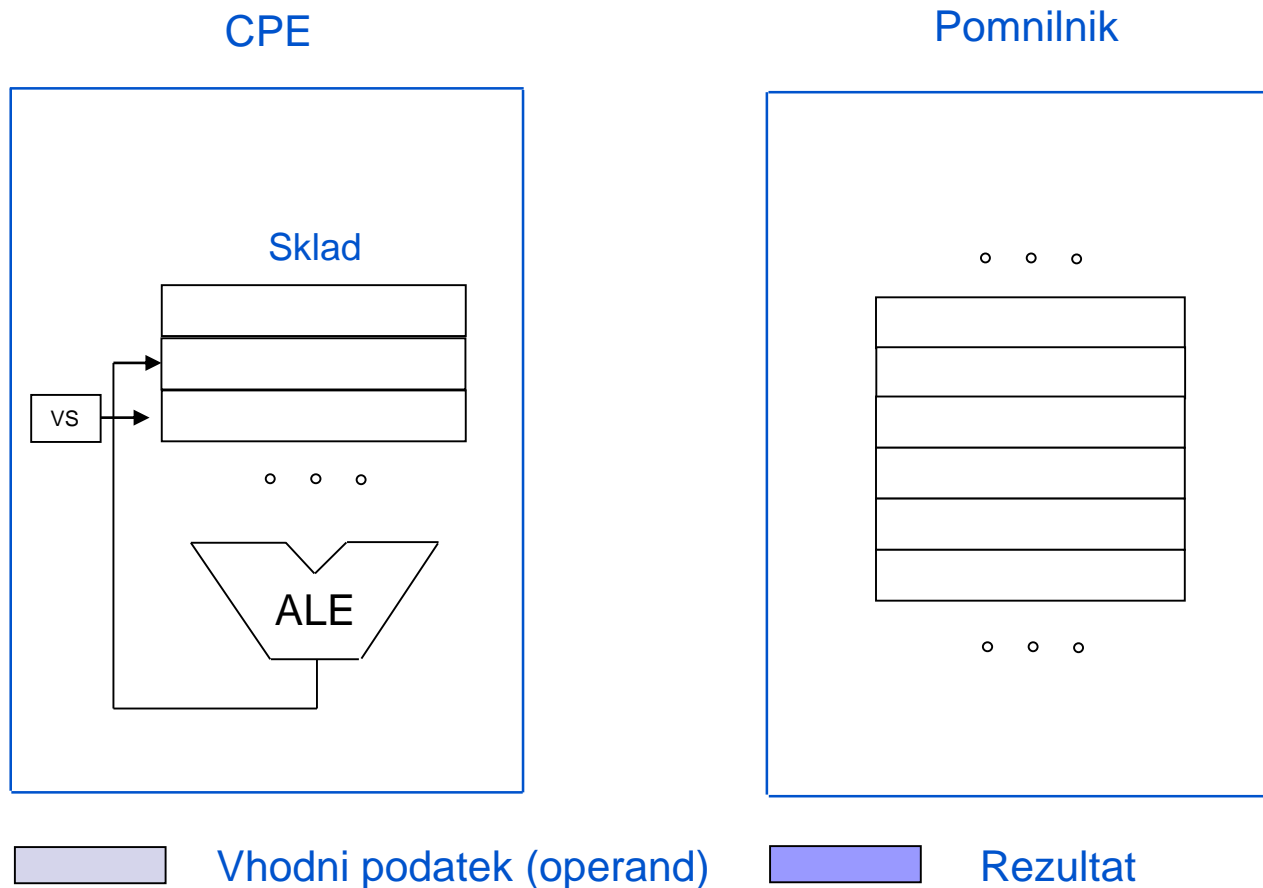 CPE
Pomnilnik
Sklad
VS
ALE
Vhodni podatek (operand)
Rezultat